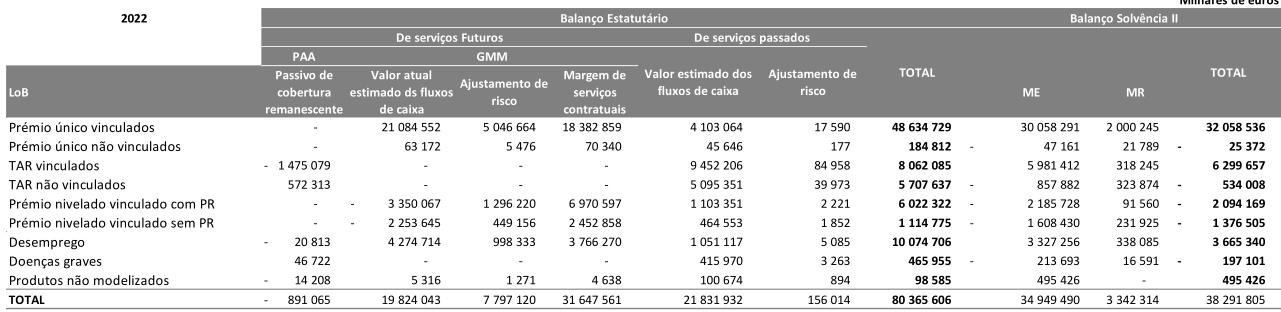 Milhares de euros
2022 Balanço Estatutário Balanço Solvência II
De serviços Futuros De serviços passados
PAA GMM
LoB Passivo de cobertura remanescente Valor atual estimado ds fluxos de caixa Ajustamento de risco Margem de serviços contratuais Valor estimado dos fluxos de caixa Ajustamento de risco TOTAL ME MR TOTAL
Prémio único vinculados - 21 084 552 5 046 664 18 382 859 4 103 064 17 590 48 634 729 30 058 291 2 000 245 32 058 536
Prémio único não vinculados - 63 172 5 476 70 340 45 646 177 184 812 - 47 161 21 789 - 25 372
TAR vinculados - 1 475 079 - - - 9 452 206 84 958 8 062 085 5 981 412 318 245 6 299 657
TAR não vinculados 572 313 - - - 5 095 351 39 973 5 707 637 - 857 882 323 874 - 534 008
Prémio nivelado vinculado com PR - - 3 350 067 1 296 220 6 970 597 1 103 351 2 221 6 022 322 - 2 185 728 91 560 - 2 094 169
Prémio nivelado vinculado sem PR - - 2 253 645 449 156 2 452 858 464 553 1 852 1 114 775 - 1 608 430 231 925 - 1 376 505
Desemprego - 20 813 4 274 714 998 333 3 766 270 1 051 117 5 085 10 074 706 3 327 256 338 085 3 665 340
Doenças graves 46 722 - - - 415 970 3 263 465 955 - 213 693 16 591 - 197 101
Produtos não modelizados - 14 208 5 316 1 271 4 638 100 674 894 98 585 495 426 - 495 426
TOTAL - 891 065 19 824 043 7 797 120 31 647 561 21 831 932 156 014 80 365 606 34 949 490 3 342 314 38 291 805